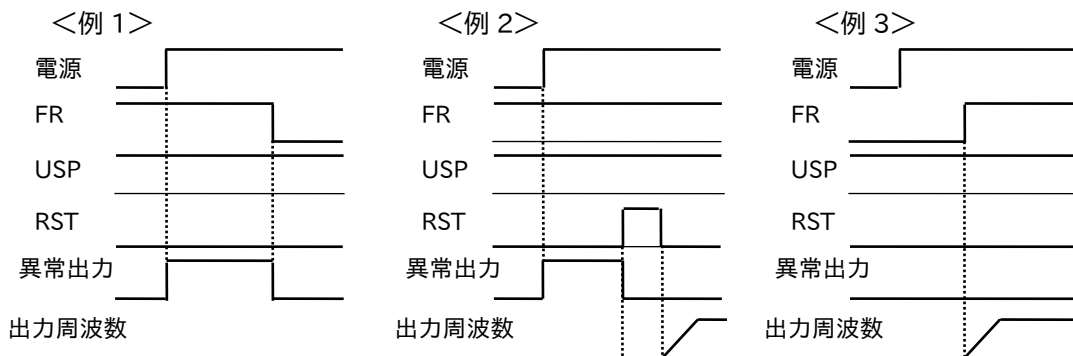 ＜例 1＞
電源
FR
USP
RST
異常出力
出力周波数
＜例 2＞
電源
FR
USP
RST
異常出力
出力周波数
＜例 3＞
電源
FR
USP
RST
異常出力
出力周波数